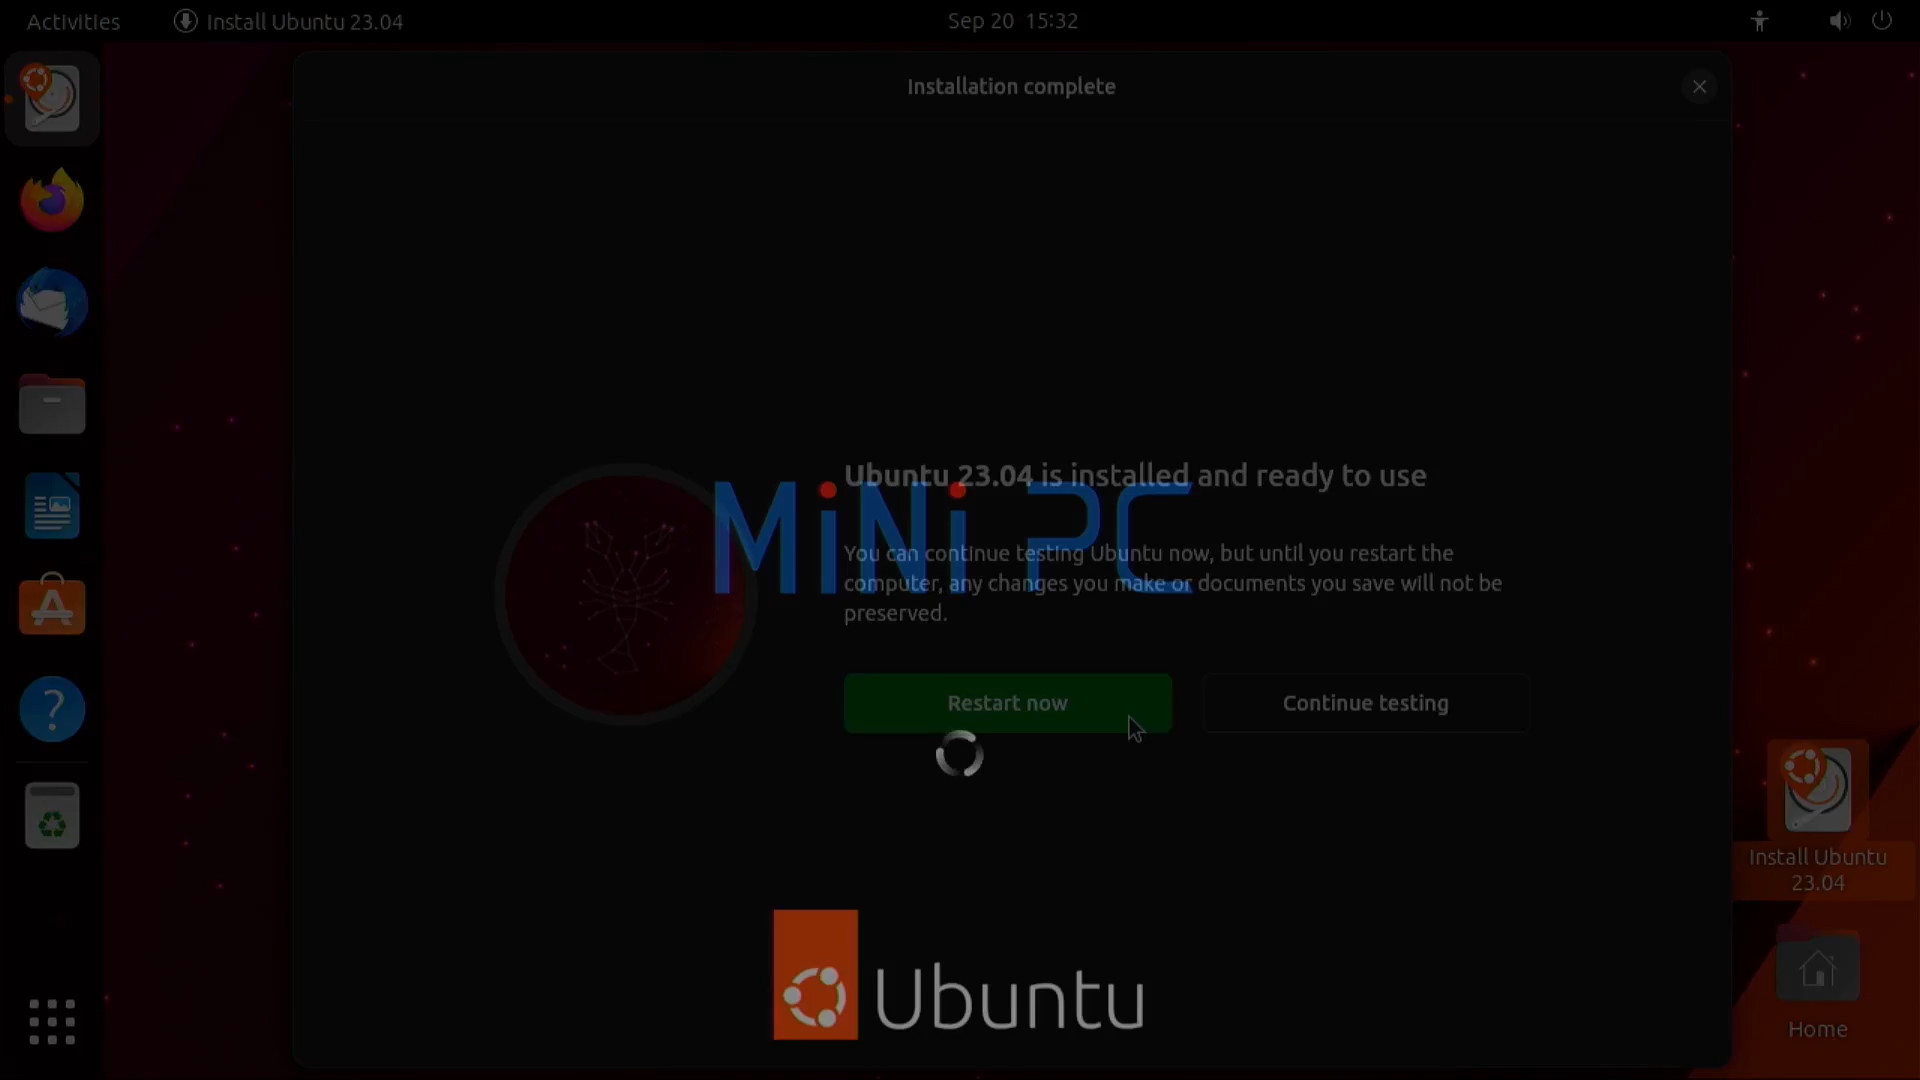 Activities Install Ubuntu 23.04 Sep 20 15:32
Installation complete
Ubuntu 23.04 is installed and ready to use
MiNi PC
You can continue testing Ubuntu now, but until you restart the
computer, any changes you make or documents you save will not be
preserved.
Restart now Continue testing
Install Ubuntu
23.04
Ubuntu
Home